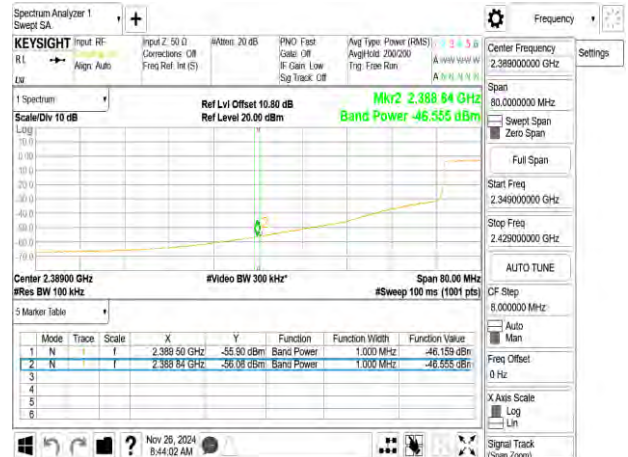 Spectrum Analyzer 1
Swept SA
Frequency
KEYSIGHT
Input: RF
Input Z: 50 Ω
#Atten: 20 dB
PNO: Fast
Avg Type: Power (RMS)
RL
Corrections: Off
Gate: Off
Avg|Hold: 200/200
Align: Auto
Freq Ref: Int (S)
IF Gain: Low
Trig: Free Run
Sig Track: Off
Center Frequency
2.389000000 GHz
Settings
Span
80.0000000 MHz
Swept Span
Zero Span
Full Span
Start Freq
2.349000000 GHz
Stop Freq
2.429000000 GHz
AUTO TUNE
CF Step
8.000000 MHz
Auto
Man
Freq Offset
0 Hz
X Axis Scale
Log
Lin
Signal Track
(Span Zoom)
1 Spectrum
Ref Lvl Offset 10.80 dB
Mkr2 2.388 84 GHz
Scale/Div 10 dB
Ref Level 20.00 dBm
Band Power -46.555 dBm
Log
10.0
0.00
-10.0
-20.0
-30.0
-40.0
-50.0
-60.0
-70.0
Center 2.38900 GHz
#Video BW 300 kHz*
Span 80.00 MHz
#Res BW 100 kHz
#Sweep 100 ms (1001 pts)
5 Marker Table
Mode Trace Scale X Y Function Function Width Function Value
1 N 1 f 2.388 50 GHz -55.90 dBm Band Power 1.000 MHz -46.159 dBm
2 N 1 f 2.388 84 GHz -56.08 dBm Band Power 1.000 MHz -46.555 dBm
3
4
5
6
?
Nov 26, 2024
8:44:02 AM